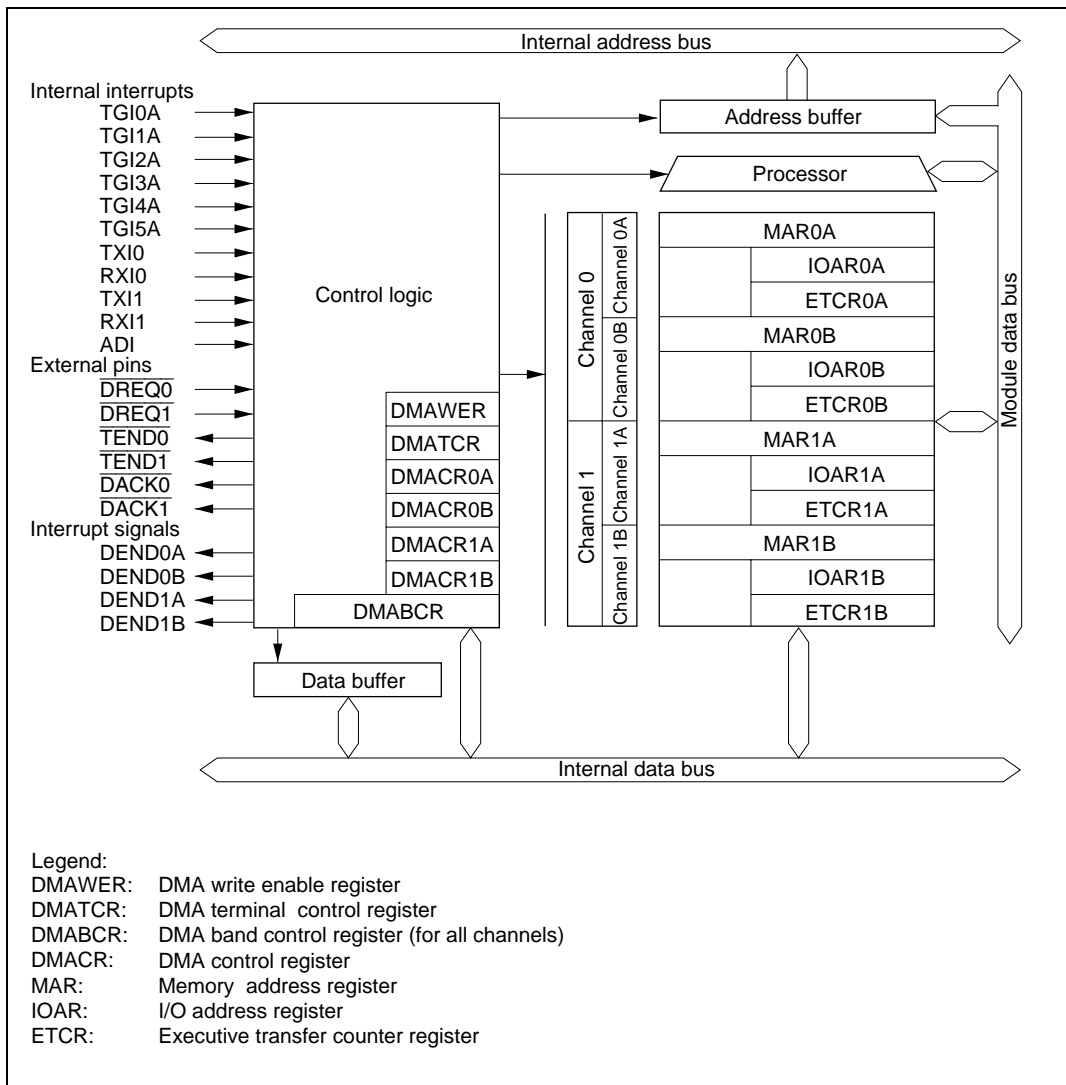 Internal address bus
Internal interrupts
TGI0A
TGI1A
TGI2A
TGI3A
TGI4A
TGI5A
TXI0
RXI0
TXI1
RXI1
ADI
External pins
DREQ0
DREQ1
TEND0
TEND1
DACK0
DACK1
Interrupt signals
DEND0A
DEND0B
DEND1A
DEND1B
Control logic
DMAWER
DMATCR
DMACR0A
DMACR0B
DMACR1A
DMACR1B
DMABCR
Data buffer
Address buffer
Processor
Channel 0
Channel 0A
Channel 0B
Channel 1
Channel 1A
Channel 1B
MAR0A
IOAR0A
ETCR0A
MAR0B
IOAR0B
ETCR0B
MAR1A
IOAR1A
ETCR1A
MAR1B
IOAR1B
ETCR1B
Module data bus
Internal data bus
Legend:
DMAWER: DMA write enable register
DMATCR: DMA terminal control register
DMABCR: DMA band control register (for all channels)
DMACR: DMA control register
MAR: Memory address register
IOAR: I/O address register
ETCR: Executive transfer counter register